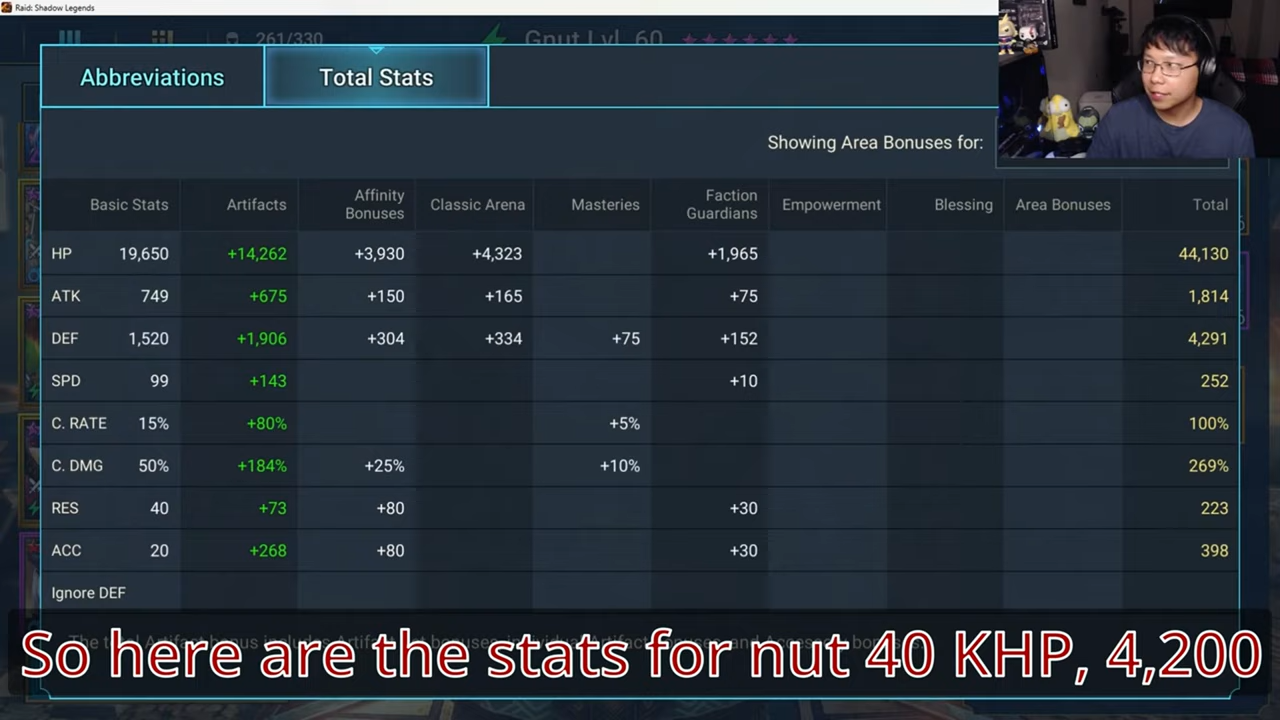 Raid: Shadow Legends
261/330
Gnut Lvl. 60
Abbreviations
Total Stats
Showing Area Bonuses for:
Basic Stats Artifacts Affinity Bonuses Classic Arena Masteries Faction Guardians Empowerment Blessing Area Bonuses Total
HP 19,650 +14,262 +3,930 +4,323 +1,965 44,130
ATK 749 +675 +150 +165 +75 1,814
DEF 1,520 +1,906 +304 +334 +75 +152 4,291
SPD 99 +143 +10 252
C. RATE 15% +80% +5% 100%
C. DMG 50% +184% +25% +10% 269%
RES 40 +73 +80 +30 223
ACC 20 +268 +80 +30 398
Ignore DEF
So here are the stats for nut 40 KHP, 4,200